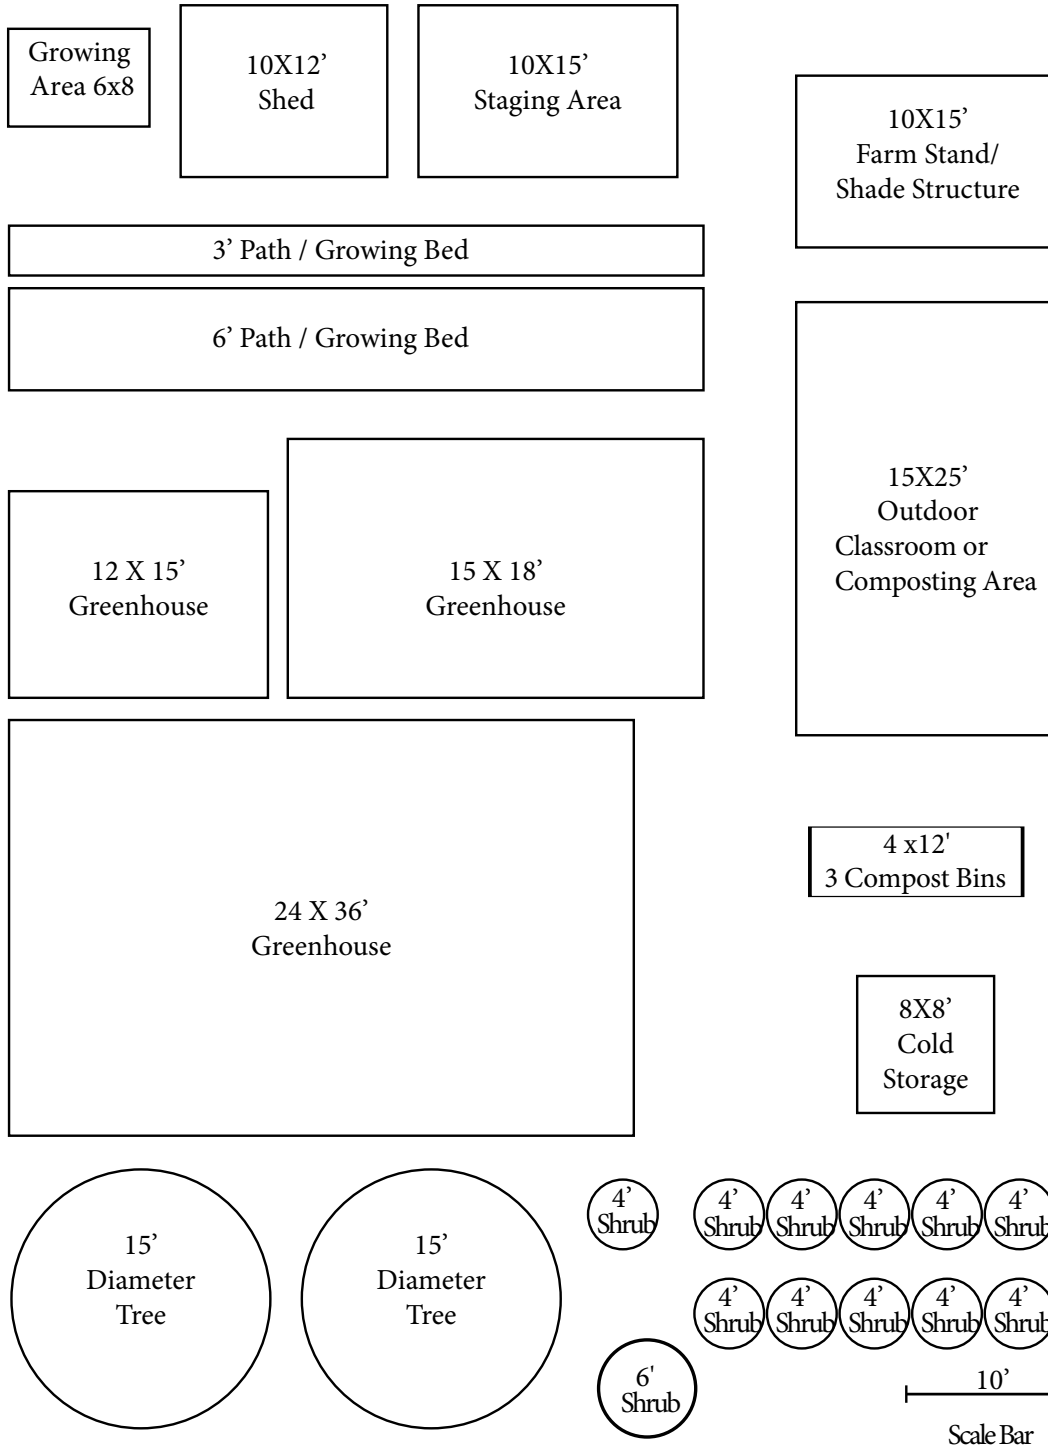 Growing
Area 6x8
10X12’
Shed
10X15’
Staging Area
10X15’
Farm Stand/
Shade Structure
3’ Path / Growing Bed
6’ Path / Growing Bed
12 X 15’
Greenhouse
15 X 18’
Greenhouse
15X25’
Outdoor
Classroom or
Composting Area
24 X 36’
Greenhouse
4 x12'
3 Compost Bins
8X8’
Cold
Storage
15’
Diameter
Tree
15’
Diameter
Tree
4’
Shrub
4’
Shrub
4’
Shrub
4’
Shrub
4’
Shrub
4’
Shrub
4’
Shrub
4’
Shrub
4’
Shrub
4’
Shrub
4’
Shrub
6'
Shrub
10’
Scale Bar